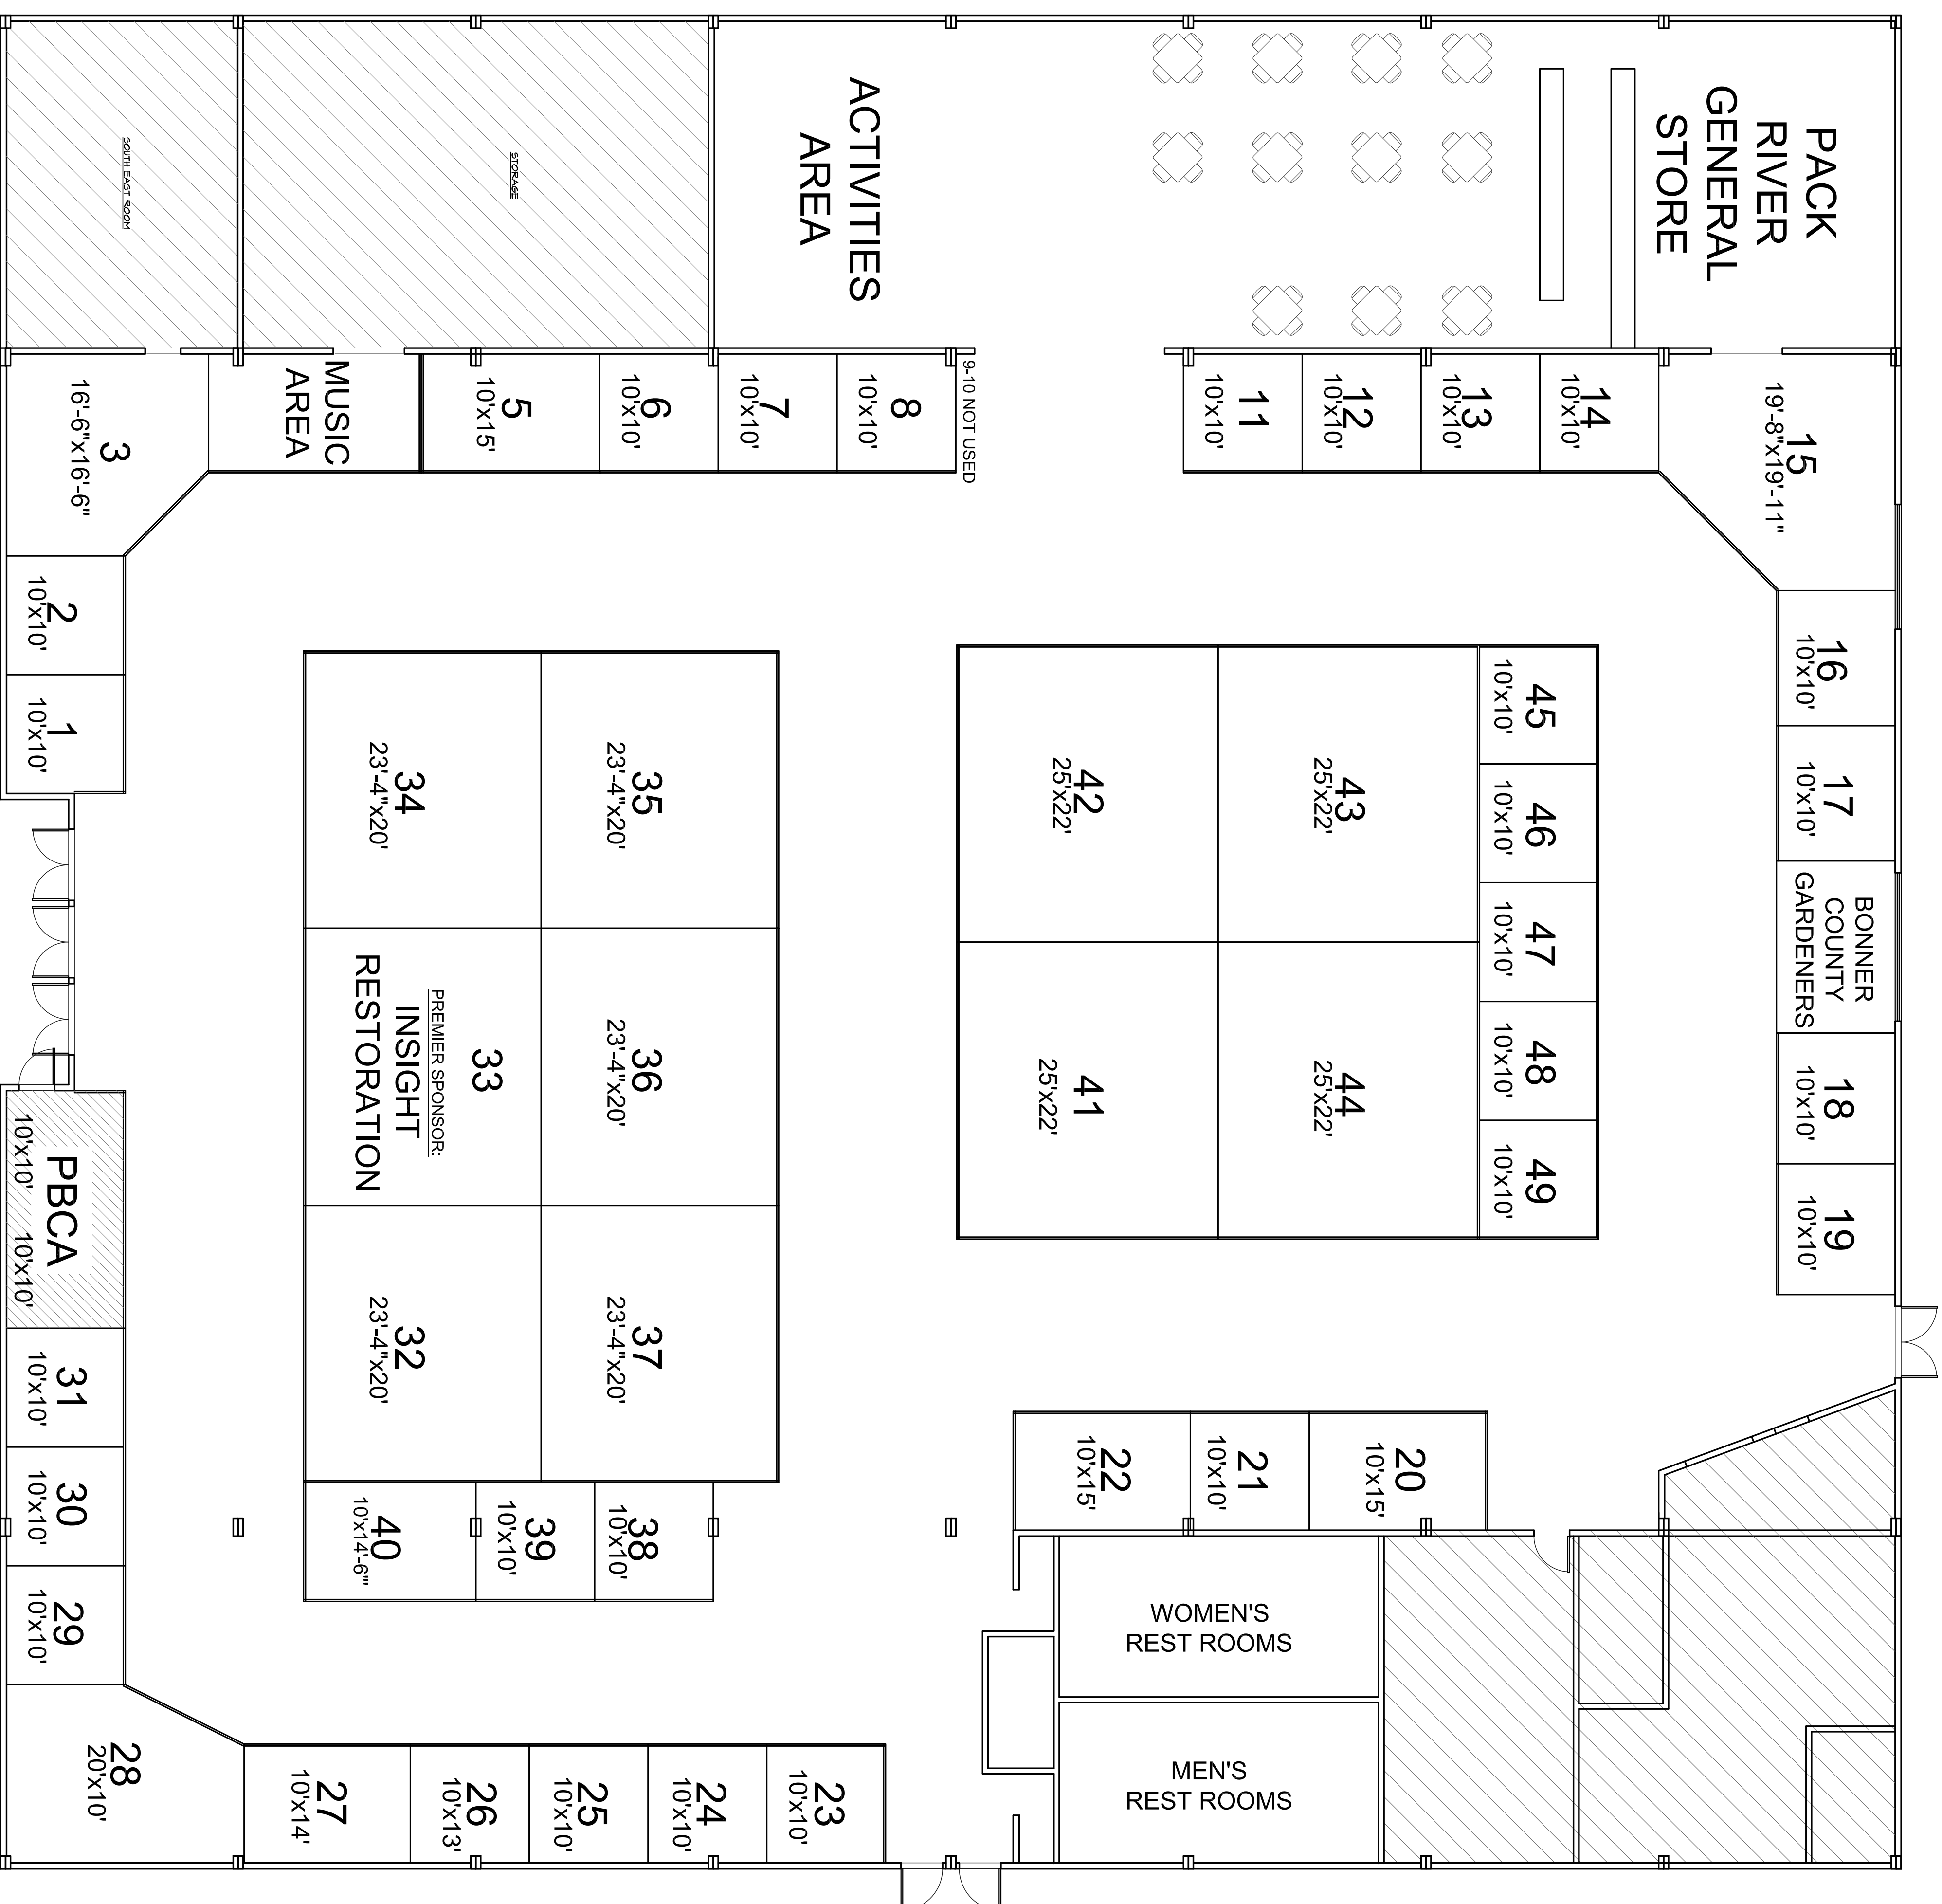 PACK
RIVER
GENERAL
STORE
ACTIVITIES
AREA
STORAGE
SOUTH EAST ROOM
15
19'-8"x19'-11"
14
10'x10'
13
10'x10'
12
10'x10'
11
10'x10'
9-10 NOT USED
8
10'x10'
7
10'x10'
6
10'x10'
5
10'x15'
MUSIC
AREA
3
16'-6"x16'-6"
2
10'x10'
1
10'x10'
16
10'x10'
17
10'x10'
BONNER
COUNTY
GARDENERS
18
10'x10'
19
10'x10'
45
10'x10'
46
10'x10'
47
10'x10'
48
10'x10'
49
10'x10'
43
25'x22'
42
25'x22'
44
25'x22'
41
25'x22'
35
23'-4"x20'
34
23'-4"x20'
36
23'-4"x20'
33
PREMIER SPONSOR:
INSIGHT
RESTORATION
37
23'-4"x20'
32
23'-4"x20'
38
10'x10'
39
10'x10'
40
10'x14'-6'"
20
10'x15'
21
10'x10'
22
10'x15'
WOMEN'S
REST ROOMS
MEN'S
REST ROOMS
PBCA
10'x10'
10'x10'
31
10'x10'
30
10'x10'
29
10'x10'
28
20'x10'
27
10'x14'
26
10'x13'
25
10'x10'
24
10'x10'
23
10'x10'